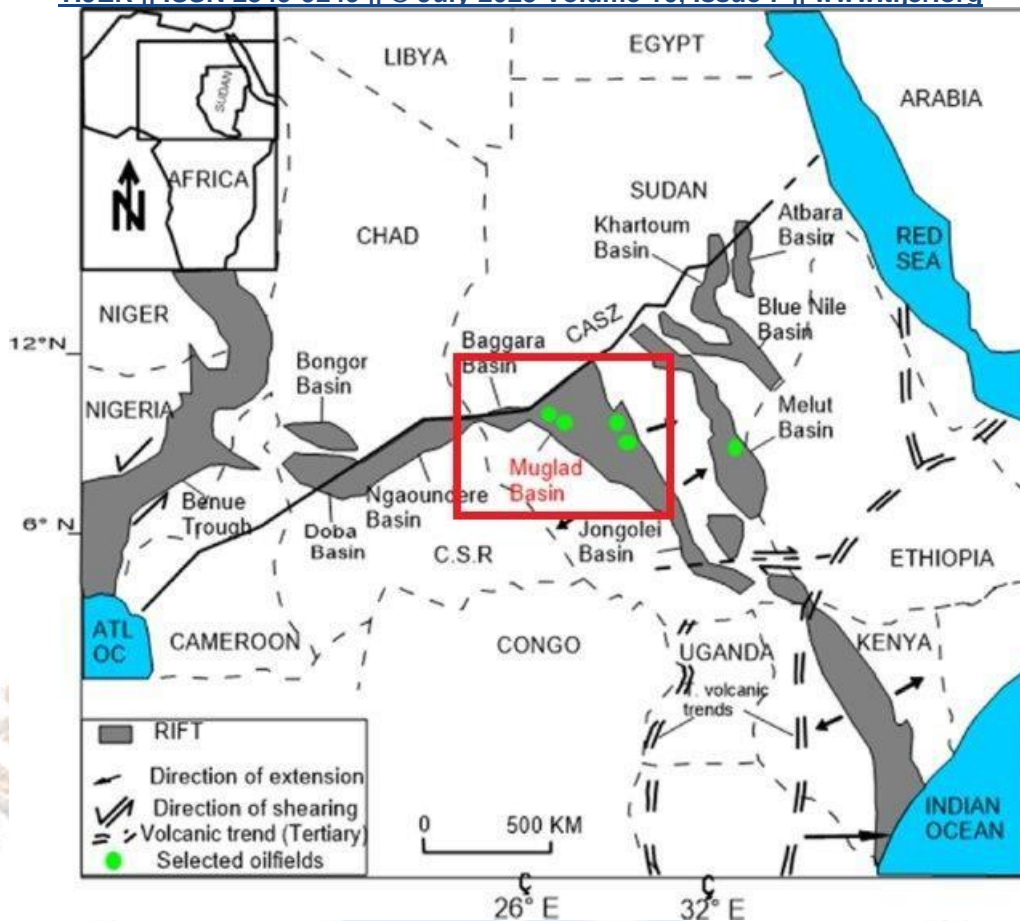 LIBYA
EGYPT
ARABIA
SUDAN
AFRICA
N
CHAD
SUDAN
Khartoum
Basin
Atbara
Basin
RED
SEA
NIGER
12°N
CASZ
Blue Nile
Basin
Baggara
Basin
Bongor
Basin
NIGERIA
Melut
Basin
Muglad
Basin
Benue
Trough
Ngaoundere
Basin
6° N
Doba
Basin
C.S.R
Jongolei
Basin
ETHIOPIA
ATL
OC
CAMEROON
CONGO
UGANDA
KENYA
T. volcanic
trends
RIFT
Direction of extension
Direction of shearing
Volcanic trend (Tertiary)
Selected oilfields
0 500 KM
INDIAN
OCEAN
26° E
32° E